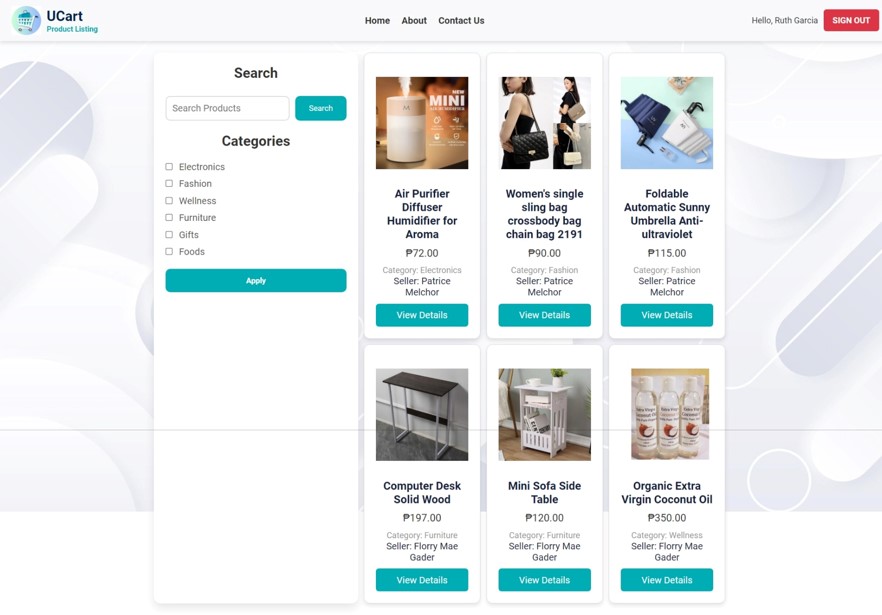 UCart
Product Listing
Home
About
Contact Us
Hello, Ruth Garcia
SIGN OUT
Search
Search Products
Search
Categories
Electronics
Fashion
Wellness
Furniture
Gifts
Foods
Apply
NEW
MINI
Air Purifier
Diffuser
Humidifier for
Aroma
₱72.00
Category: Electronics
Seller: Patrice
Melchor
View Details
Women's single
sling bag
crossbody bag
chain bag 2191
₱90.00
Category: Fashion
Seller: Patrice
Melchor
View Details
Foldable
Automatic Sunny
Umbrella Anti-
ultraviolet
₱115.00
Category: Fashion
Seller: Patrice
Melchor
View Details
Computer Desk
Solid Wood
₱197.00
Category: Furniture
Seller: Florry Mae
Gader
View Details
Mini Sofa Side
Table
₱120.00
Category: Furniture
Seller: Florry Mae
Gader
View Details
Organic Extra
Virgin Coconut Oil
₱350.00
Category: Wellness
Seller: Florry Mae
Gader
View Details